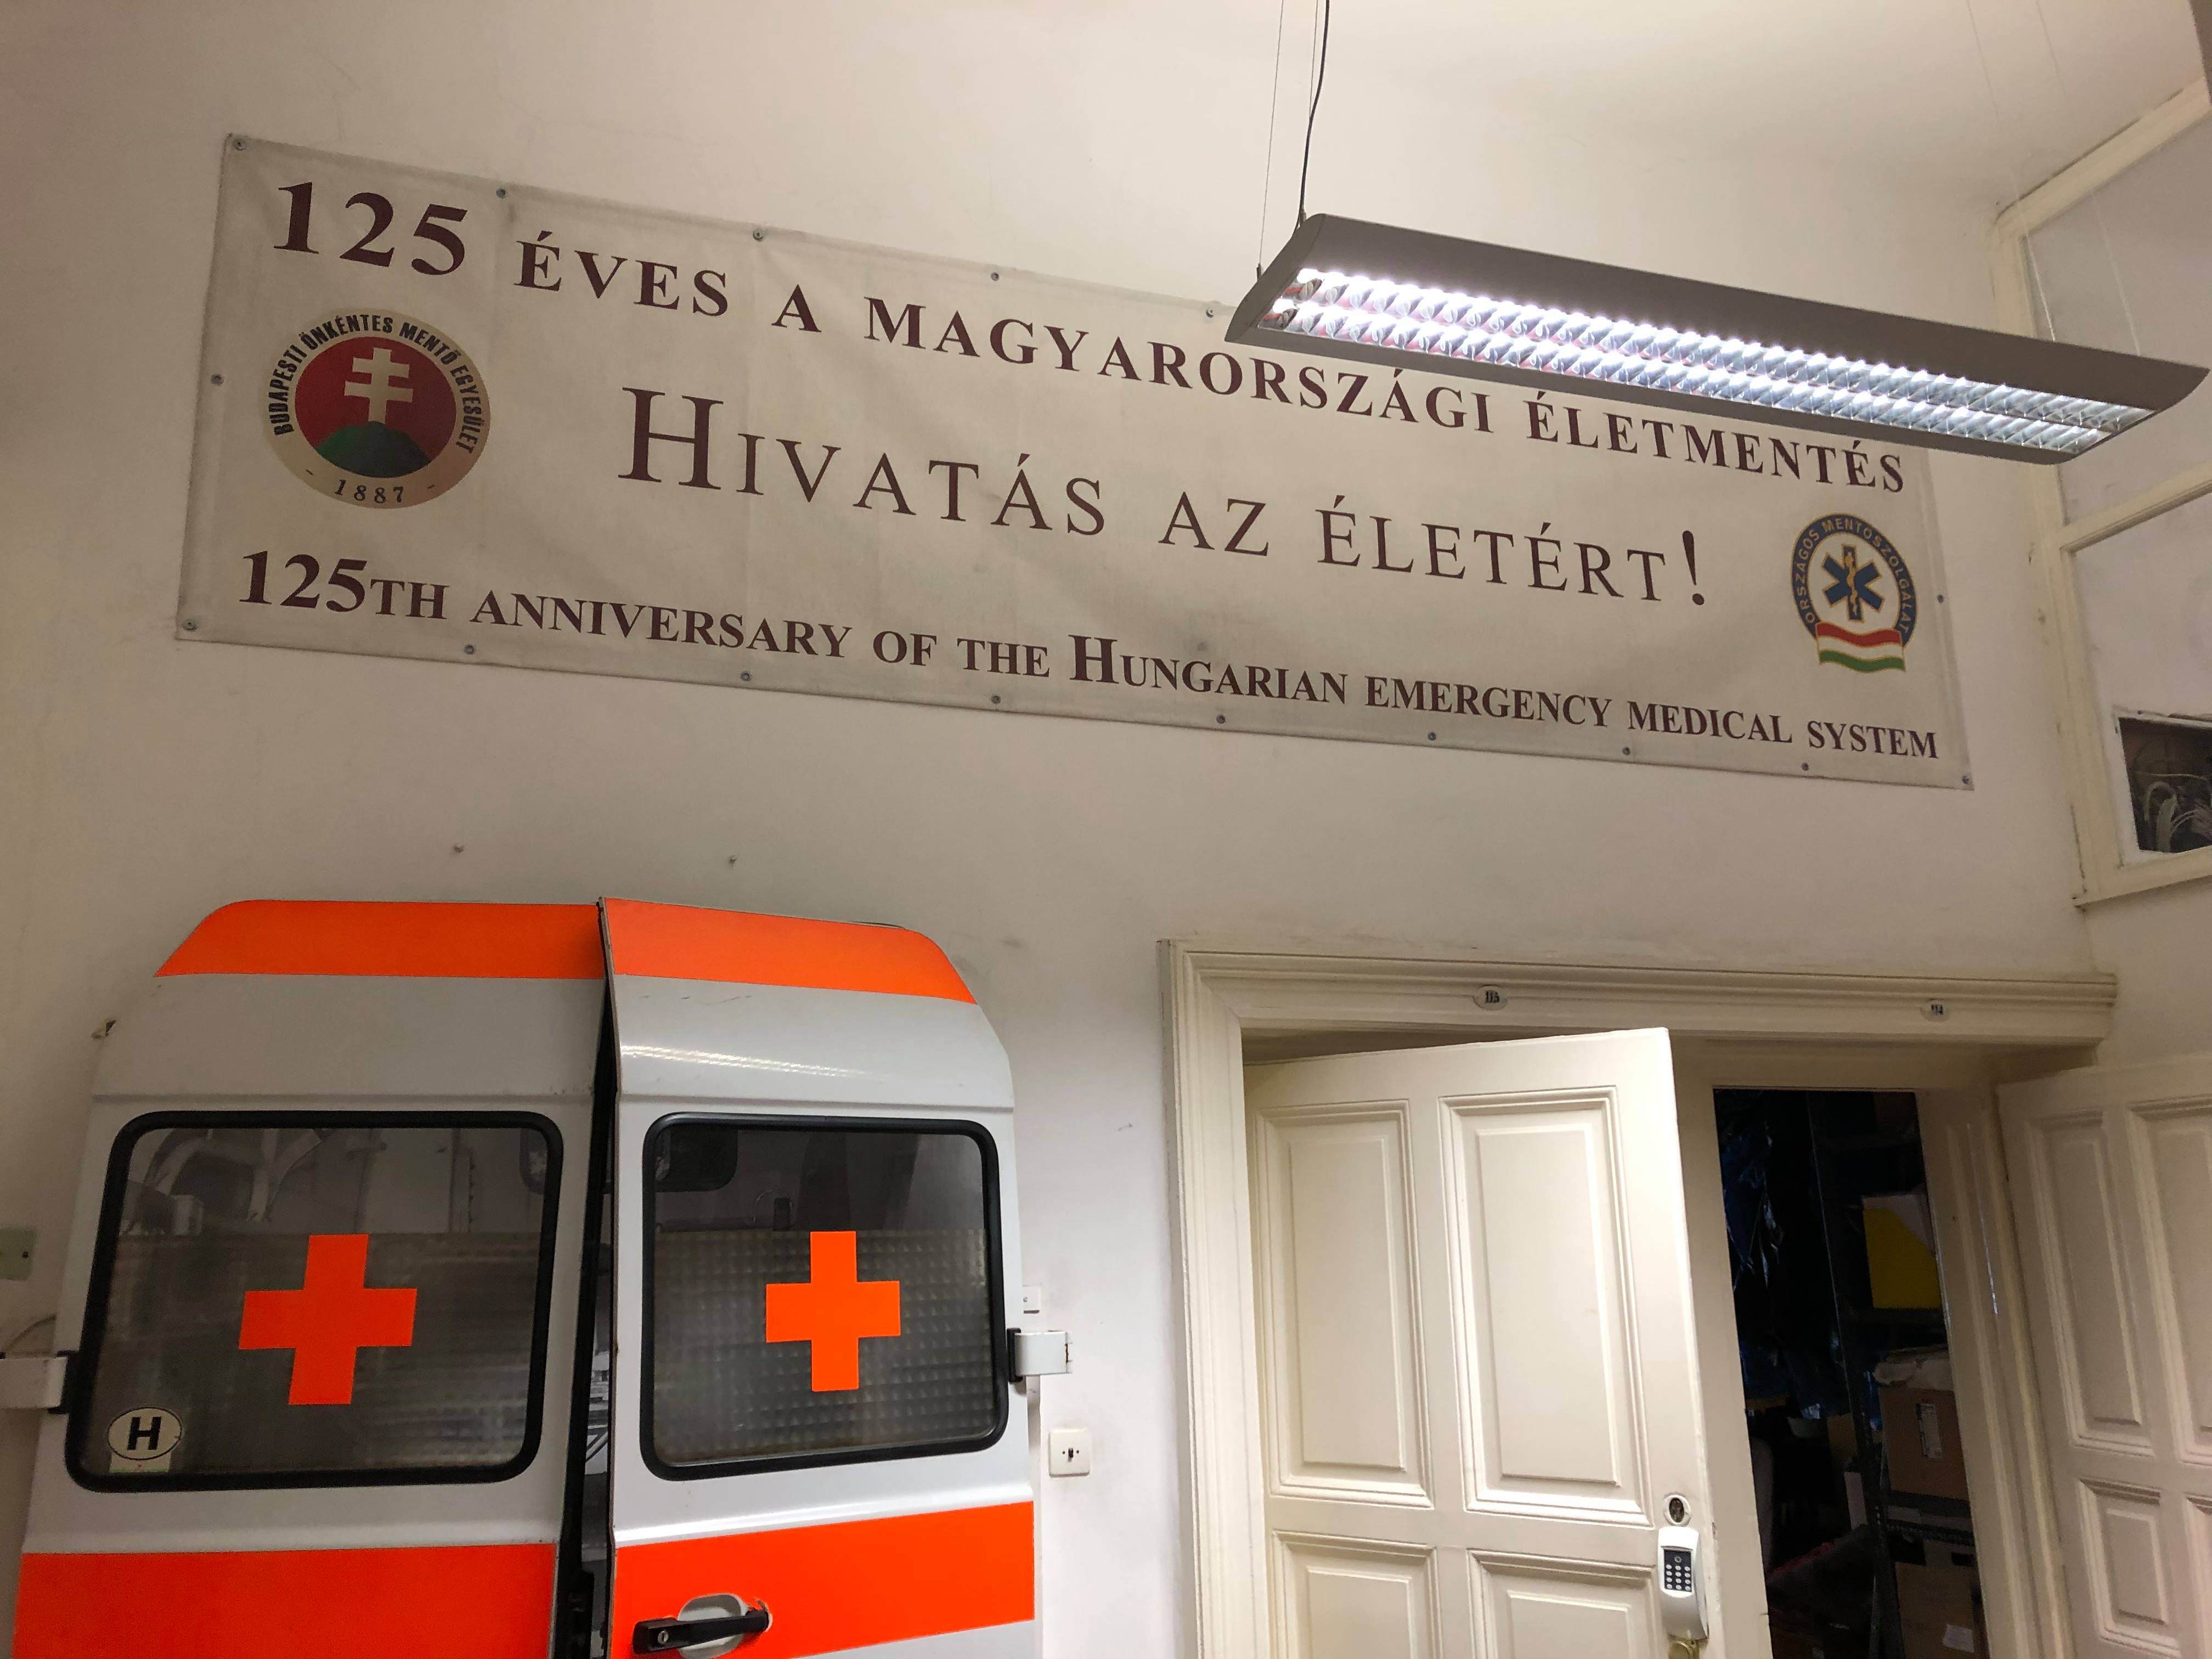 125 ÉVES A MAGYARORSZÁGI ÉLETMENTÉS
BUDAPESTI ÖNKÉNTES MENTŐ EGYESÜLET
- 1887 -
HIVATÁS AZ ÉLETÉRT!
ORSZÁGOS MENTŐSZOLGÁLAT
125TH ANNIVERSARY OF THE HUNGARIAN EMERGENCY MEDICAL SYSTEM
115
H